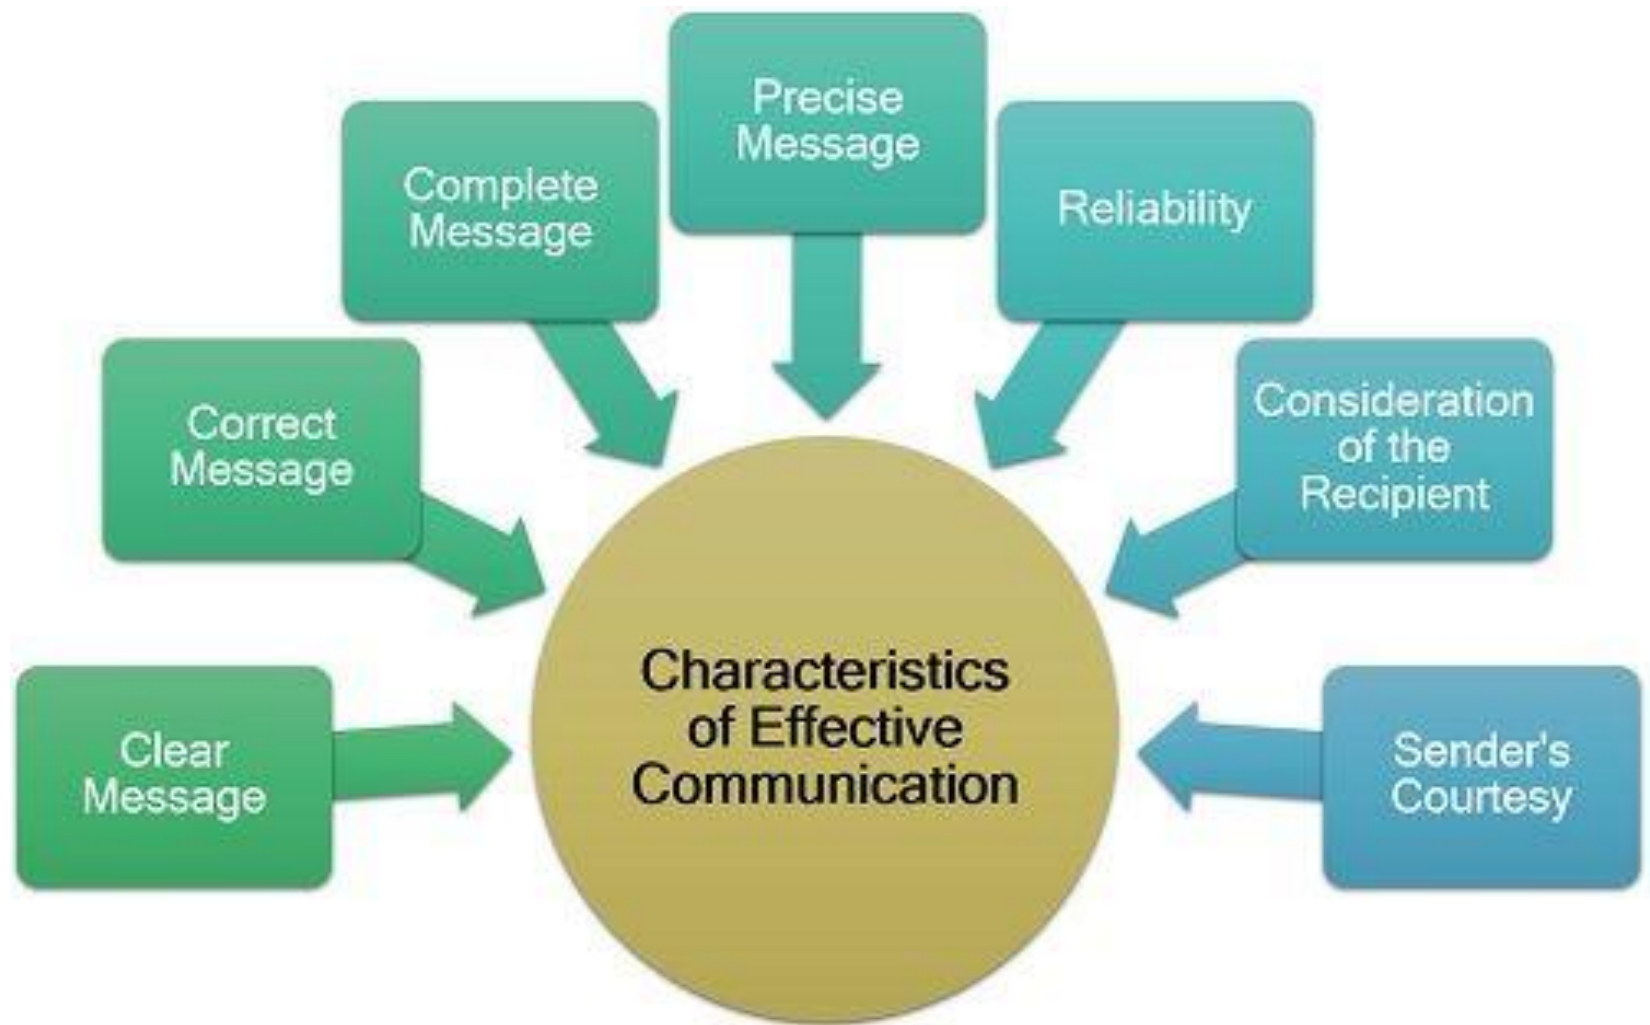 Precise
Message
Complete
Message
Reliability
Correct
Message
Consideration
of the
Recipient
Clear
Message
Characteristics
of Effective
Communication
Sender's
Courtesy